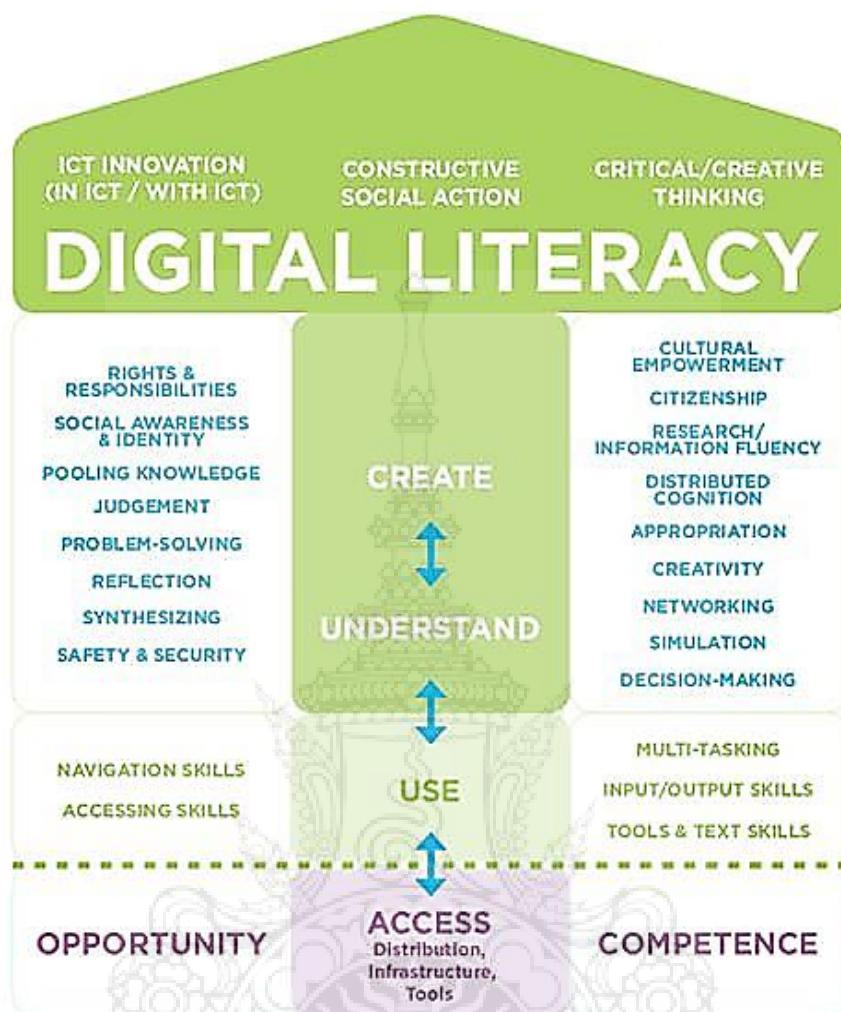 ICT INNOVATION
(IN ICT / WITH ICT)
CONSTRUCTIVE
SOCIAL ACTION
CRITICAL/CREATIVE
THINKING
DIGITAL LITERACY
RIGHTS &
RESPONSIBILITIES
SOCIAL AWARENESS
& IDENTITY
POOLING KNOWLEDGE
JUDGEMENT
PROBLEM-SOLVING
REFLECTION
SYNTHESIZING
SAFETY & SECURITY
CREATE
UNDERSTAND
CULTURAL
EMPOWERMENT
CITIZENSHIP
RESEARCH/
INFORMATION FLUENCY
DISTRIBUTED
COGNITION
APPROPRIATION
CREATIVITY
NETWORKING
SIMULATION
DECISION-MAKING
NAVIGATION SKILLS
ACCESSING SKILLS
USE
MULTI-TASKING
INPUT/OUTPUT SKILLS
TOOLS & TEXT SKILLS
OPPORTUNITY
ACCESS
Distribution,
Infrastructure,
Tools
COMPETENCE